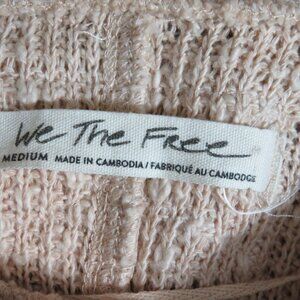 We The Free
MEDIUM MADE IN CAMBODIA / FABRIQUÉ AU CAMBODGE